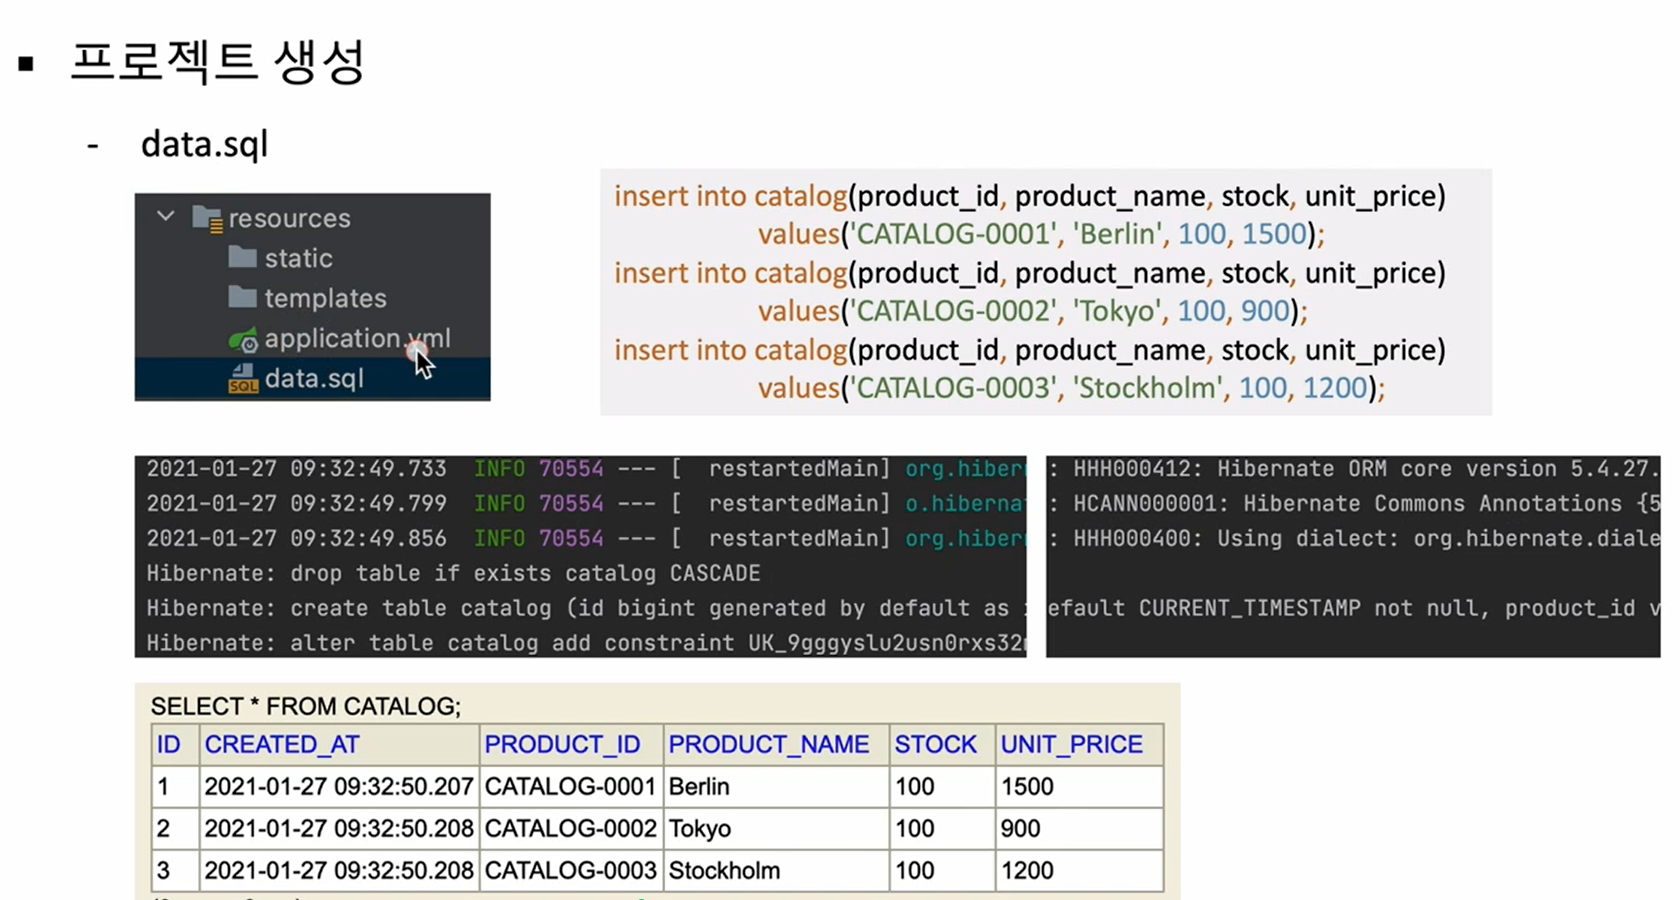 ▪ 프로젝트 생성
- data.sql
resources
static
templates
application.yml
data.sql
insert into catalog(product_id, product_name, stock, unit_price)
values('CATALOG-0001', 'Berlin', 100, 1500);
insert into catalog(product_id, product_name, stock, unit_price)
values('CATALOG-0002', 'Tokyo', 100, 900);
insert into catalog(product_id, product_name, stock, unit_price)
values('CATALOG-0003', 'Stockholm', 100, 1200);
2021-01-27 09:32:49.733 INFO 70554 --- [ restartedMain] org.hiber
2021-01-27 09:32:49.799 INFO 70554 --- [ restartedMain] o.hiberna
2021-01-27 09:32:49.856 INFO 70554 --- [ restartedMain] org.hiber
Hibernate: drop table if exists catalog CASCADE
Hibernate: create table catalog (id bigint generated by default as
Hibernate: alter table catalog add constraint UK_9gggyslu2usn0rxs32
: HHH000412: Hibernate ORM core version 5.4.27.
: HCANN000001: Hibernate Commons Annotations {5
: HHH000400: Using dialect: org.hibernate.diale
efault CURRENT_TIMESTAMP not null, product_id v
SELECT * FROM CATALOG;
ID CREATED_AT PRODUCT_ID PRODUCT_NAME STOCK UNIT_PRICE
1 2021-01-27 09:32:50.207 CATALOG-0001 Berlin 100 1500
2 2021-01-27 09:32:50.208 CATALOG-0002 Tokyo 100 900
3 2021-01-27 09:32:50.208 CATALOG-0003 Stockholm 100 1200